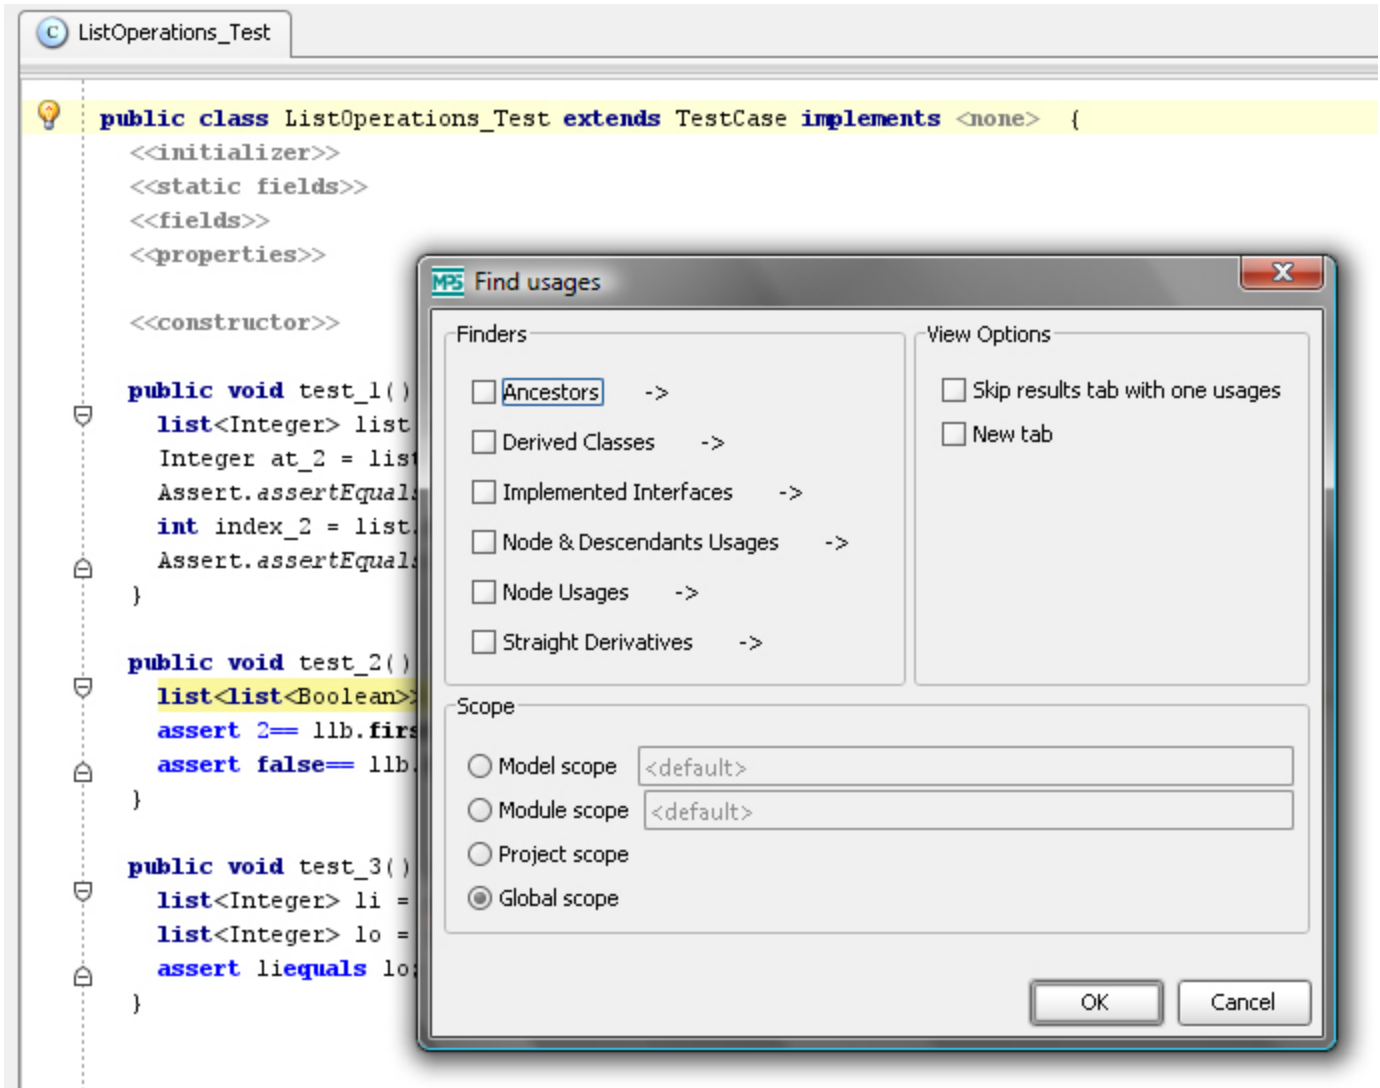 ListOperations_Test
public class ListOperations_Test extends TestCase implements <none> {
<<initializer>>
<<static fields>>
<<fields>>
<<properties>>
<<constructor>>
public void test_1()
list<Integer> list
Integer at_2 = list
Assert.assertEquals
int index_2 = list.
Assert.assertEquals
}
public void test_2()
list<list<Boolean>>
assert 2== llb.firs
assert false== llb.
}
public void test_3()
list<Integer> li =
list<Integer> lo =
assert liequals lo;
}
MPS Find usages
Finders
Ancestors ->
Derived Classes ->
Implemented Interfaces ->
Node & Descendants Usages ->
Node Usages ->
Straight Derivatives ->
View Options
Skip results tab with one usages
New tab
Scope
Model scope <default>
Module scope <default>
Project scope
Global scope
OK Cancel